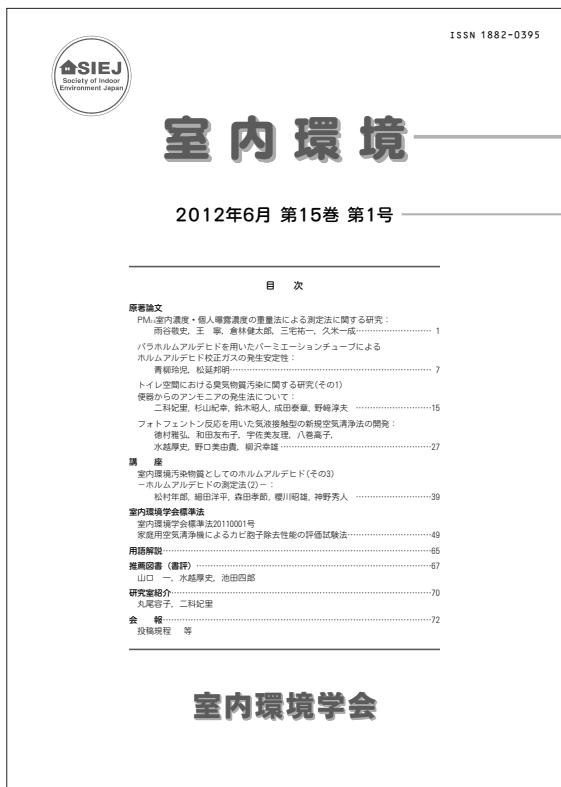 ISSN 1882-0395
SIEJ
Society of Indoor
Environment Japan
室内環境
2012年6月 第15巻 第1号
目 次
原著論文
PM2.5室内濃度・個人曝露濃度の重量法による測定法に関する研究：
雨谷敬史，王 寧，倉林健太郎，三宅祐一，久米一成…………………… 1
パラホルムアルデヒドを用いたパーミエーションチューブによる
ホルムアルデヒド校正ガスの発生安定性：
青柳玲児，松延邦明…………………… 7
トイレ空間における臭気物質汚染に関する研究(その1)
便器からのアンモニアの発生法について：
二科妃里，杉山紀幸，鈴木昭人，成田泰章，野﨑淳夫 ……………………15
フォトフェントン反応を用いた気液接触型の新規空気清浄法の開発：
徳村雅弘，和田友布子，宇佐美友理，八巻高子，
水越厚史，野口美由貴，柳沢幸雄……………………27
講 座
室内環境汚染物質としてのホルムアルデヒド(その3)
－ホルムアルデヒドの測定法(2)－：
松村年郎，細田洋平，森田孝節，櫻川昭雄，神野秀人 ……………………39
室内環境学会標準法
室内環境学会標準法20110001号
家庭用空気清浄機によるカビ胞子除去性能の評価試験法……………………49
用語解説……………………65
推薦図書（書評）……………………67
山口 一，水越厚史，池田四郎
研究室紹介……………………70
丸尾容子，二科妃里
会 報……………………72
投稿規程 等
室内環境学会